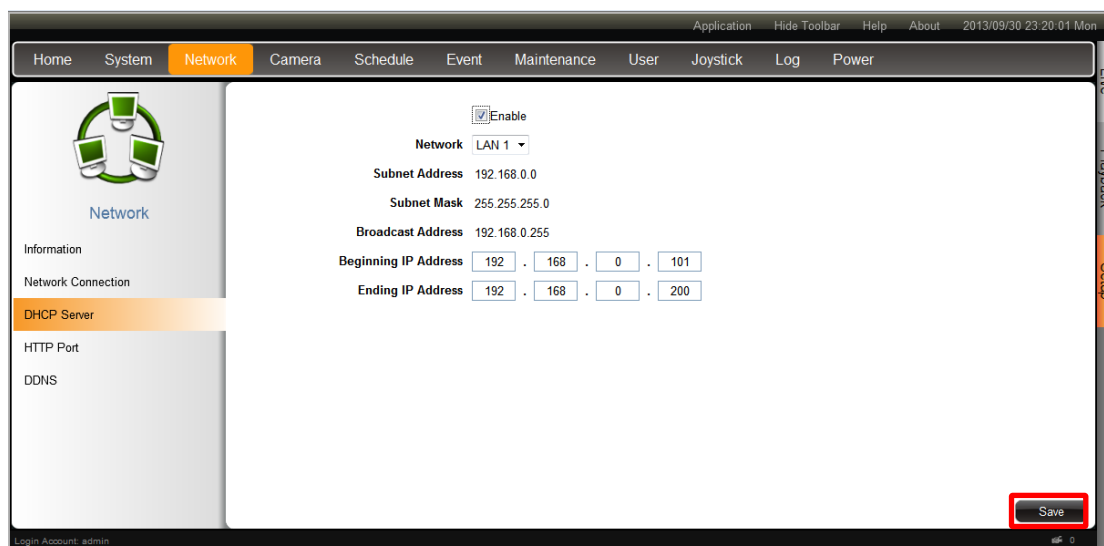 Application Hide Toolbar Help About 2013/09/30 23:20:01 Mon
Home System Network Camera Schedule Event Maintenance User Joystick Log Power
Network
Information
Network Connection
DHCP Server
HTTP Port
DDNS
Enable
Network LAN 1
Subnet Address 192.168.0.0
Subnet Mask 255.255.255.0
Broadcast Address 192.168.0.255
Beginning IP Address 192 . 168 . 0 . 101
Ending IP Address 192 . 168 . 0 . 200
Save
Login Account: admin
0